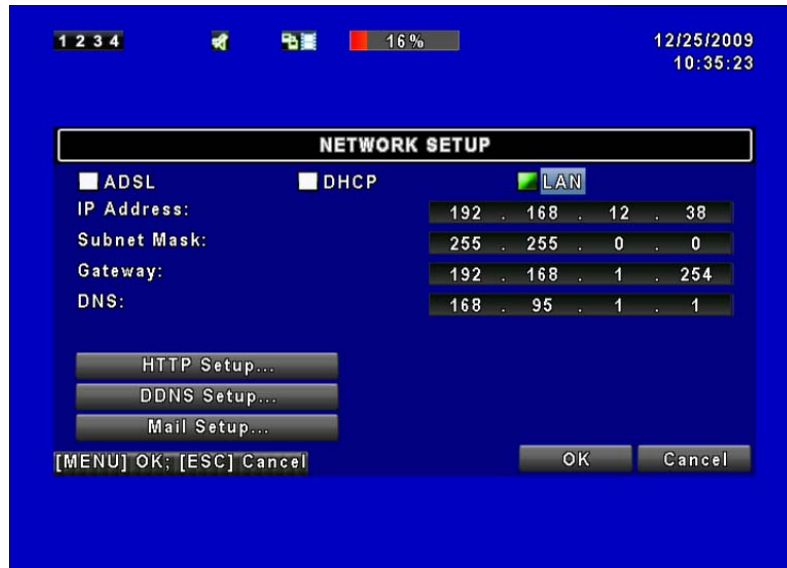 1 2 3 4 16% 12/25/2009
10:35:23
NETWORK SETUP
ADSL DHCP LAN
IP Address: 192 . 168 . 12 . 38
Subnet Mask: 255 . 255 . 0 . 0
Gateway: 192 . 168 . 1 . 254
DNS: 168 . 95 . 1 . 1
HTTP Setup...
DDNS Setup...
Mail Setup...
[MENU] OK; [ESC] Cancel OK Cancel